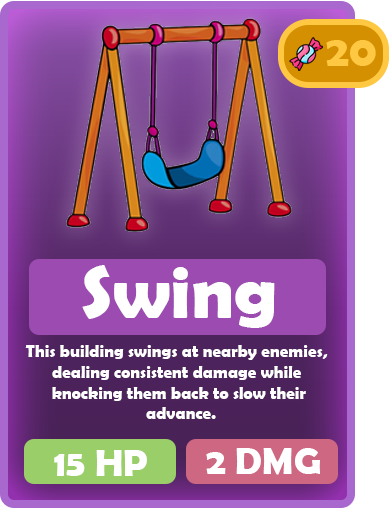 20
Swing
This building swings at nearby enemies,
dealing consistent damage while
knocking them back to slow their
advance.
15 HP
2 DMG